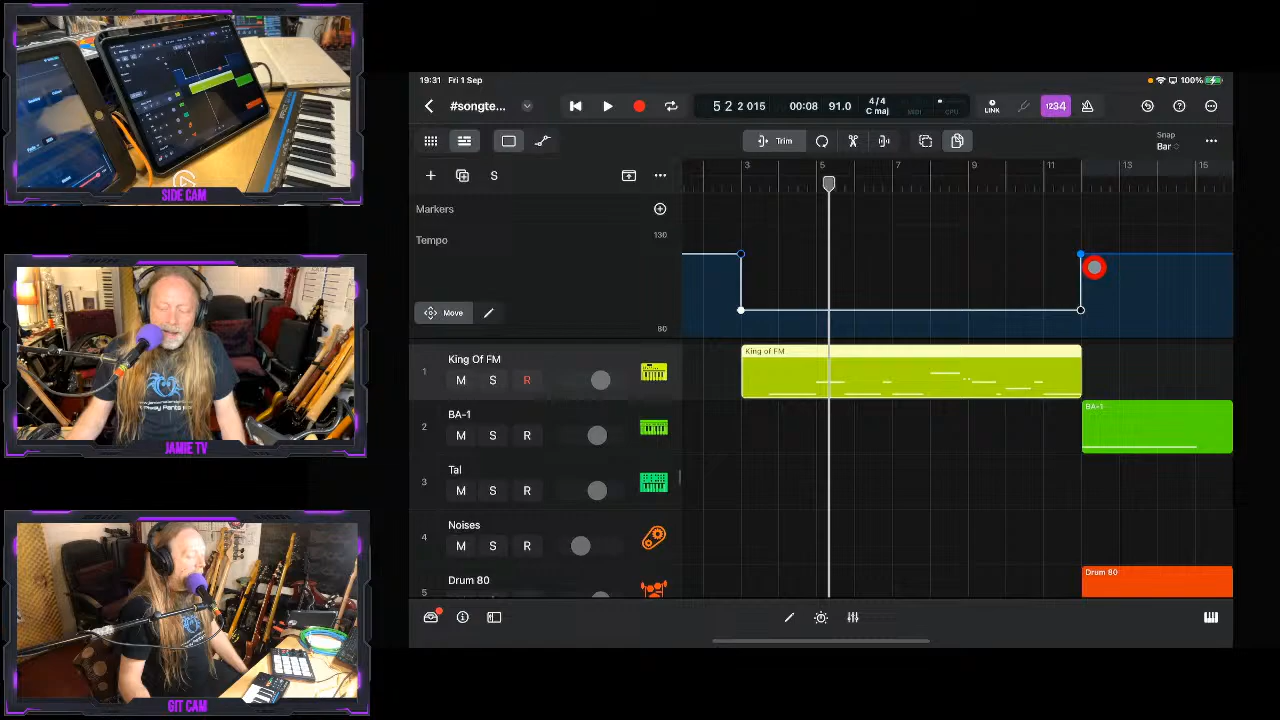 SIDE CAM
JAMIE TV
GIT CAM
19:31 Fri 1 Sep
100%
#songte...
5 2 2 015
00:08
91.0
4/4
C maj
MIDI
CPU
LINK
1234
Trim
Snap
Bar
S
3
5
7
9
11
13
15
Markers
Tempo
130
Move
80
1
King Of FM
M S R
King of FM
2
BA-1
M S R
BA-1
3
Tal
M S R
4
Noises
M S R
5
Drum 80
Drum 80